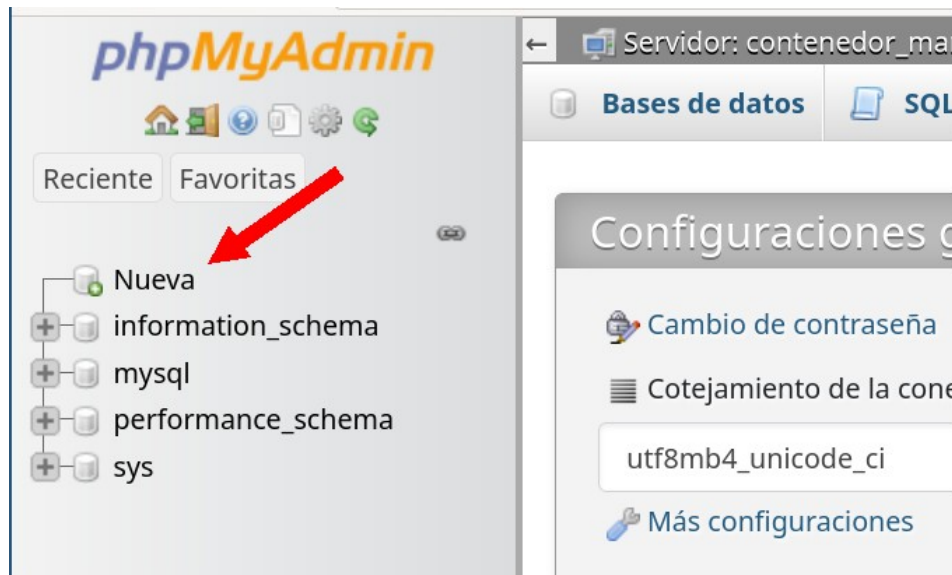 phpMyAdmin
Reciente Favoritas
Nueva
information_schema
mysql
performance_schema
sys
← Servidor: contenedor_mar
Bases de datos SQL
Configuraciones g
Cambio de contraseña
Cotejamiento de la cone
utf8mb4_unicode_ci
Más configuraciones